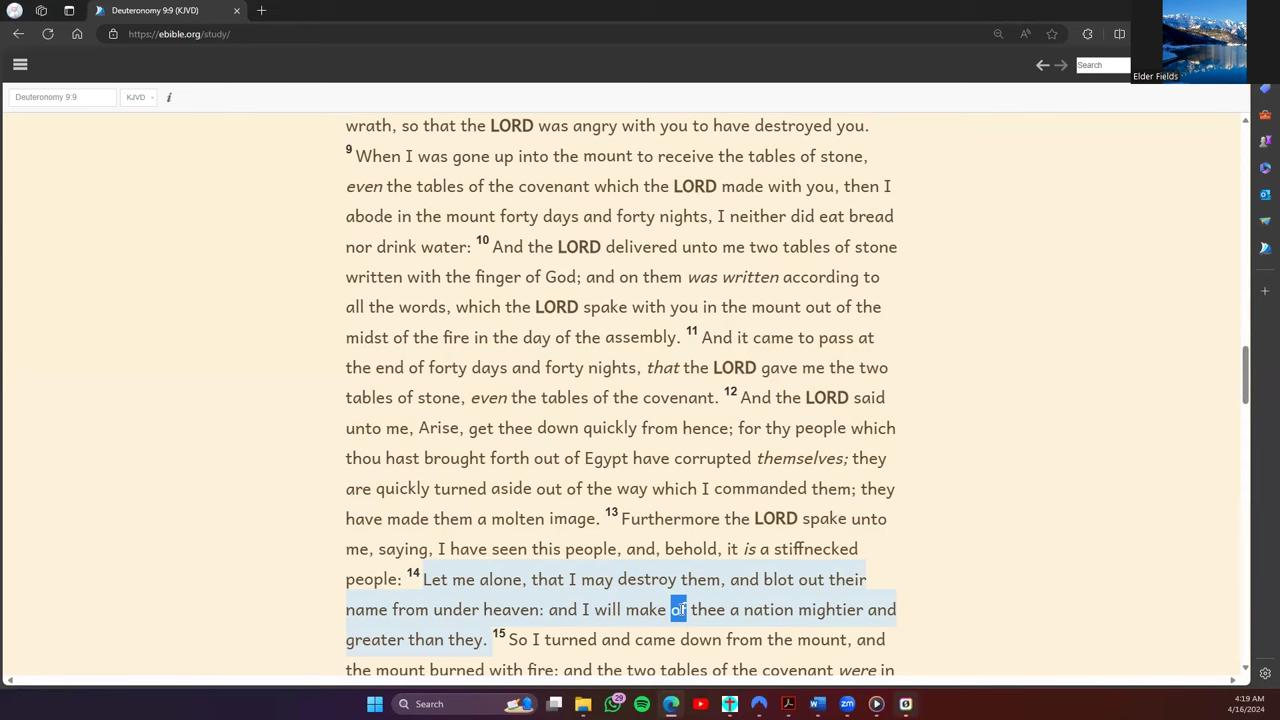 Deuteronomy 9:9 (KJVD)
https://ebible.org/study/
Search
Elder Fields
Deuteronomy 9:9 KJVD i
wrath, so that the LORD was angry with you to have destroyed you.
9 When I was gone up into the mount to receive the tables of stone,
even the tables of the covenant which the LORD made with you, then I
abode in the mount forty days and forty nights, I neither did eat bread
nor drink water: 10 And the LORD delivered unto me two tables of stone
written with the finger of God; and on them was written according to
all the words, which the LORD spake with you in the mount out of the
midst of the fire in the day of the assembly. 11 And it came to pass at
the end of forty days and forty nights, that the LORD gave me the two
tables of stone, even the tables of the covenant. 12 And the LORD said
unto me, Arise, get thee down quickly from hence; for thy people which
thou hast brought forth out of Egypt have corrupted themselves; they
are quickly turned aside out of the way which I commanded them; they
have made them a molten image. 13 Furthermore the LORD spake unto
me, saying, I have seen this people, and, behold, it is a stiffnecked
people: 14 Let me alone, that I may destroy them, and blot out their
name from under heaven: and I will make of thee a nation mightier and
greater than they. 15 So I turned and came down from the mount, and
the mount burned with fire: and the two tables of the covenant were in
Search
29
4:19 AM
4/16/2024